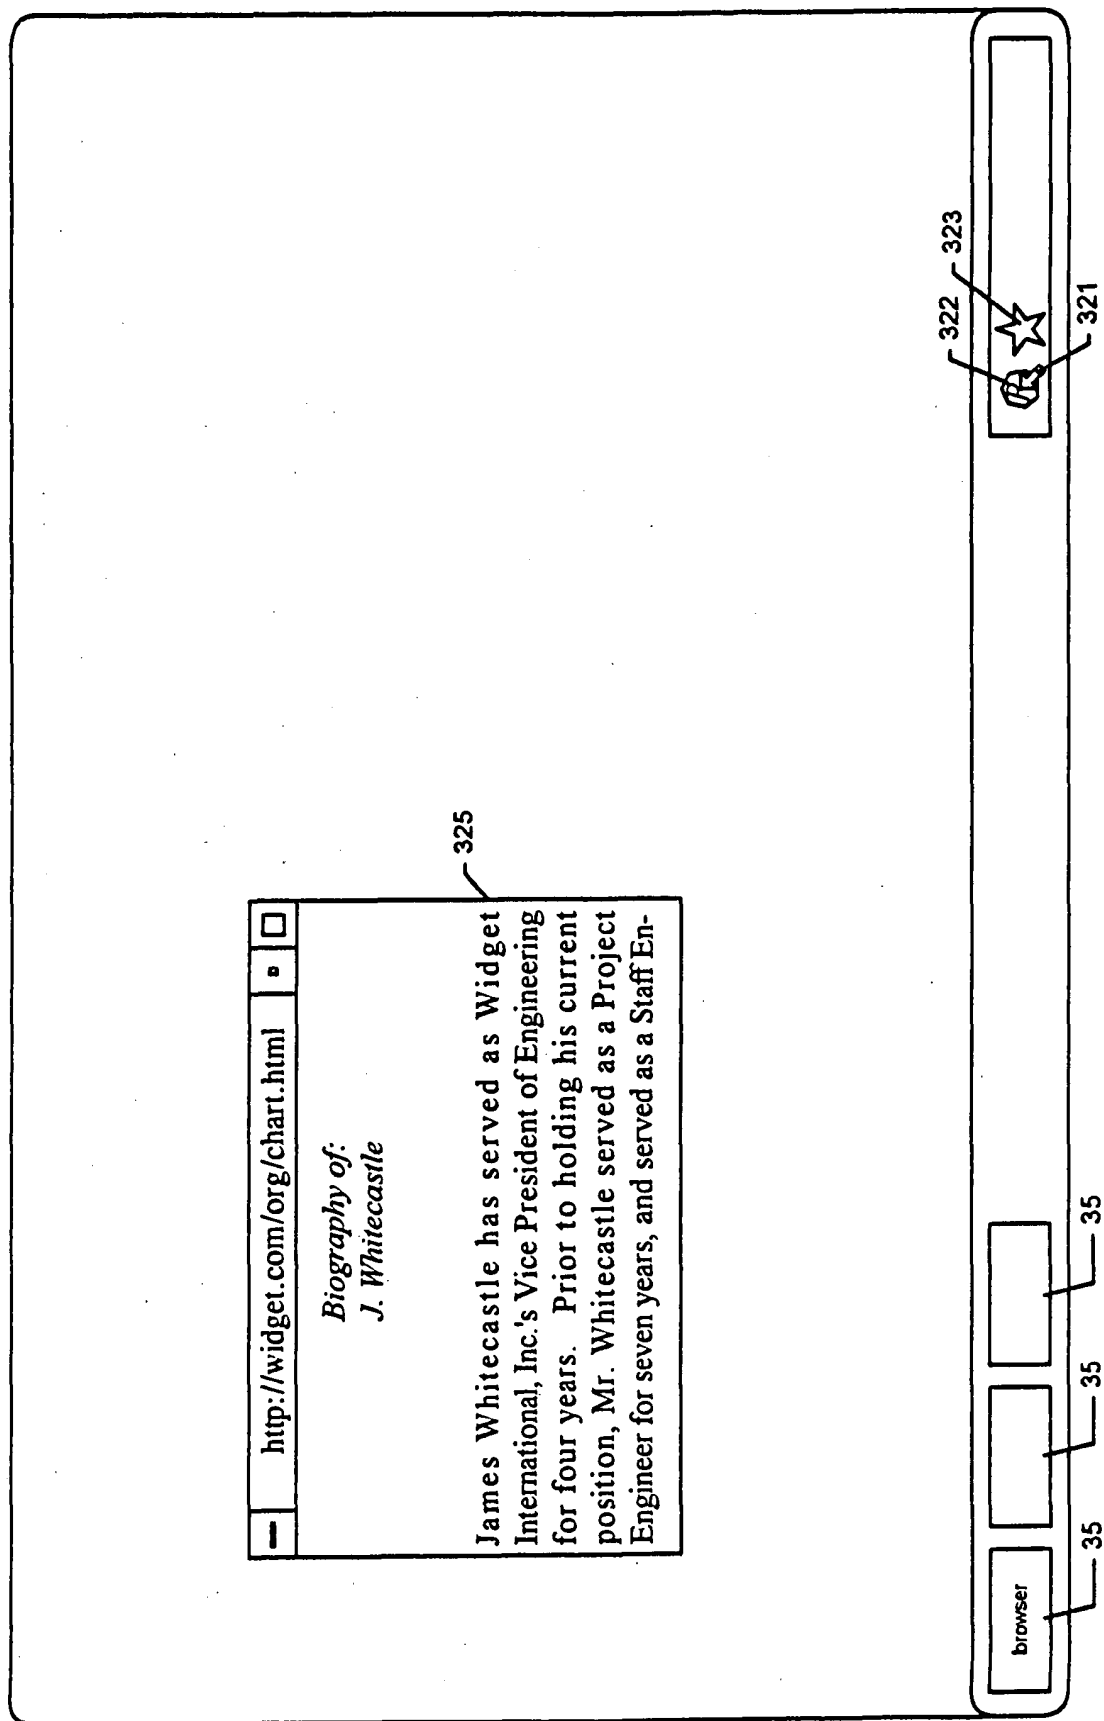 http://widget.com/org/chart.html
Biography of:
J. Whitecastle
James Whitecastle has served as Widget
International, Inc.'s Vice President of Engineering
for four years. Prior to holding his current
position, Mr. Whitecastle served as a Project
Engineer for seven years, and served as a Staff En-
325
322
323
321
browser
35
35
35